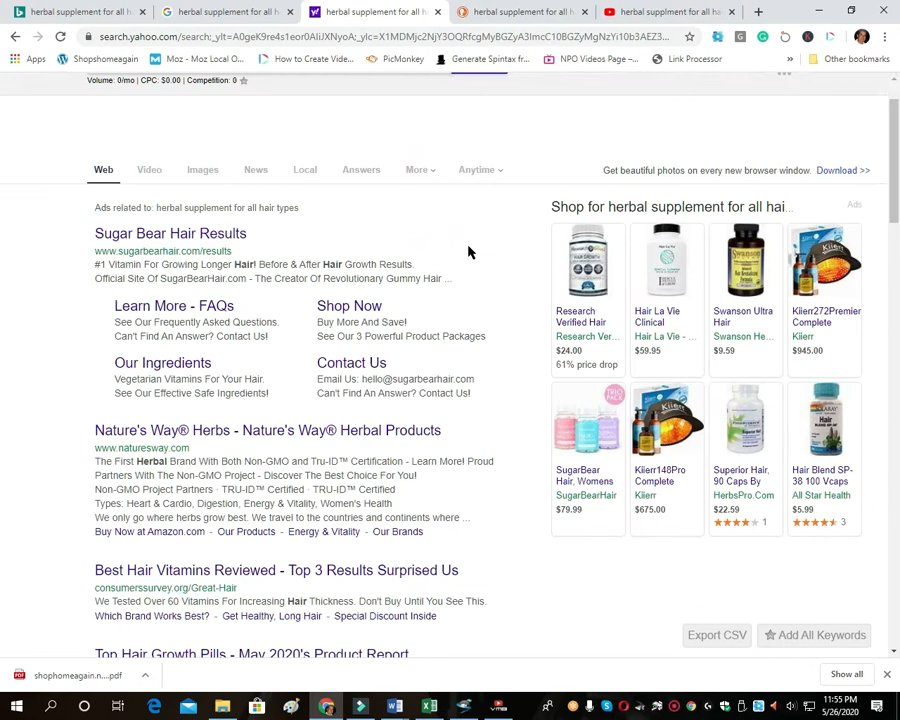 herbal supplement for all h
herbal supplement for all h
herbal supplement for all h
herbal supplement for all h
herbal supplment for all h
search.yahoo.com/search;_ylt=A0geK9re4s1eor0AIiJXNyoA;_ylc=X1MDMjc2NjY3OQRfcgMyBGZyA3ImcC10BGZyMgNzYi10b3AEZ3...
Apps
Shopshomeagain
Moz - Moz Local O...
How to Create Vide...
PicMonkey
Generate Spintax fr...
NPO Videos Page –...
Link Processor
»
Other bookmarks
Volume: 0/mo | CPC: $0.00 | Competition: 0
Web
Video
Images
News
Local
Answers
More
Anytime
Get beautiful photos on every new browser window.
Download >>
Ads related to: herbal supplement for all hair types
Sugar Bear Hair Results
www.sugarbearhair.com/results
#1 Vitamin For Growing Longer Hair! Before & After Hair Growth Results.
Official Site Of SugarBearHair.com - The Creator Of Revolutionary Gummy Hair ...
Learn More - FAQs
See Our Frequently Asked Questions.
Can't Find An Answer? Contact Us!
Shop Now
Buy More And Save!
See Our 3 Powerful Product Packages
Our Ingredients
Vegetarian Vitamins For Your Hair.
See Our Effective Safe Ingredients!
Contact Us
Email Us: hello@sugarbearhair.com
Can't Find An Answer? Contact Us!
Nature's Way® Herbs - Nature's Way® Herbal Products
www.naturesway.com
The First Herbal Brand With Both Non-GMO and Tru-ID™ Certification - Learn More! Proud
Partners With The Non-GMO Project - Discover The Best Choice For You!
Non-GMO Project Partners · TRU-ID™ Certified · TRU-ID™ Certified
Types: Heart & Cardio, Digestion, Energy & Vitality, Women's Health
We only go where herbs grow best. We travel to the countries and continents where ...
Buy Now at Amazon.com - Our Products - Energy & Vitality - Our Brands
Best Hair Vitamins Reviewed - Top 3 Results Surprised Us
consumerssurvey.org/Great-Hair
We Tested Over 60 Vitamins For Increasing Hair Thickness. Don't Buy Until You See This.
Which Brand Works Best? - Get Healthy, Long Hair - Special Discount Inside
Top Hair Growth Pills - May 2020's Product Report
Shop for herbal supplement for all hai...
Ads
Research
Verified Hair
Research Ver...
$24.00
61% price drop
Hair La Vie
Clinical
Hair La Vie - ...
$59.95
Swanson Ultra
Hair
Swanson He...
$9.59
Kiierr272Premier
Complete
Kiierr
$945.00
TRIO
PACK
SugarBear
Hair, Womens
SugarBearHair
$79.99
Kiierr148Pro
Complete
Kiierr
$675.00
Superior Hair,
90 Caps By
HerbsPro.Com
$22.59
1
Hair Blend SP-
38 100 Vcaps
All Star Health
$5.99
3
Export CSV
Add All Keywords
shopshomeagain.n....pdf
Show all
11:55 PM
5/26/2020